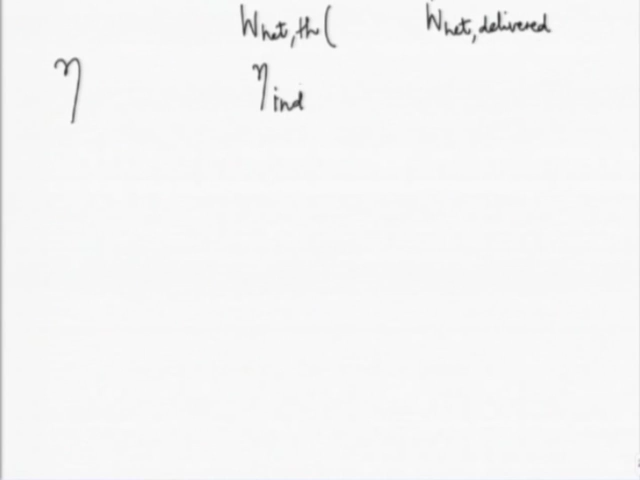 Ẇnet,th( Ẇnet,delivered
η ηind